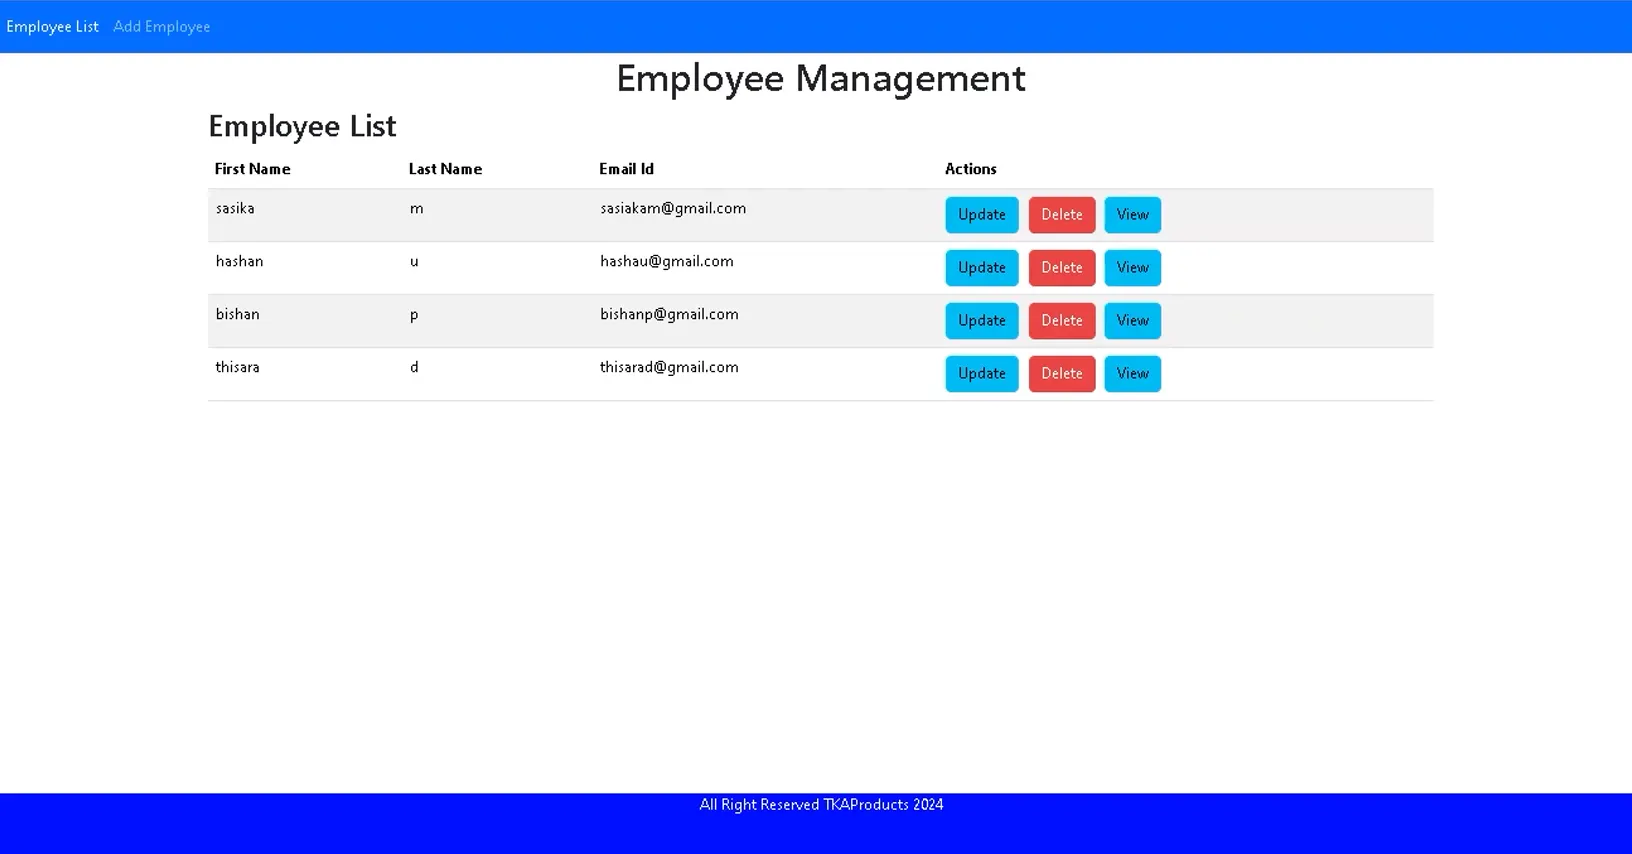 Employee List Add Employee
Employee Management
Employee List
First Name Last Name Email Id Actions
sasika m sasiakam@gmail.com Update Delete View
hashan u hashau@gmail.com Update Delete View
bishan p bishanp@gmail.com Update Delete View
thisara d thisarad@gmail.com Update Delete View
All Right Reserved TKAProducts 2024